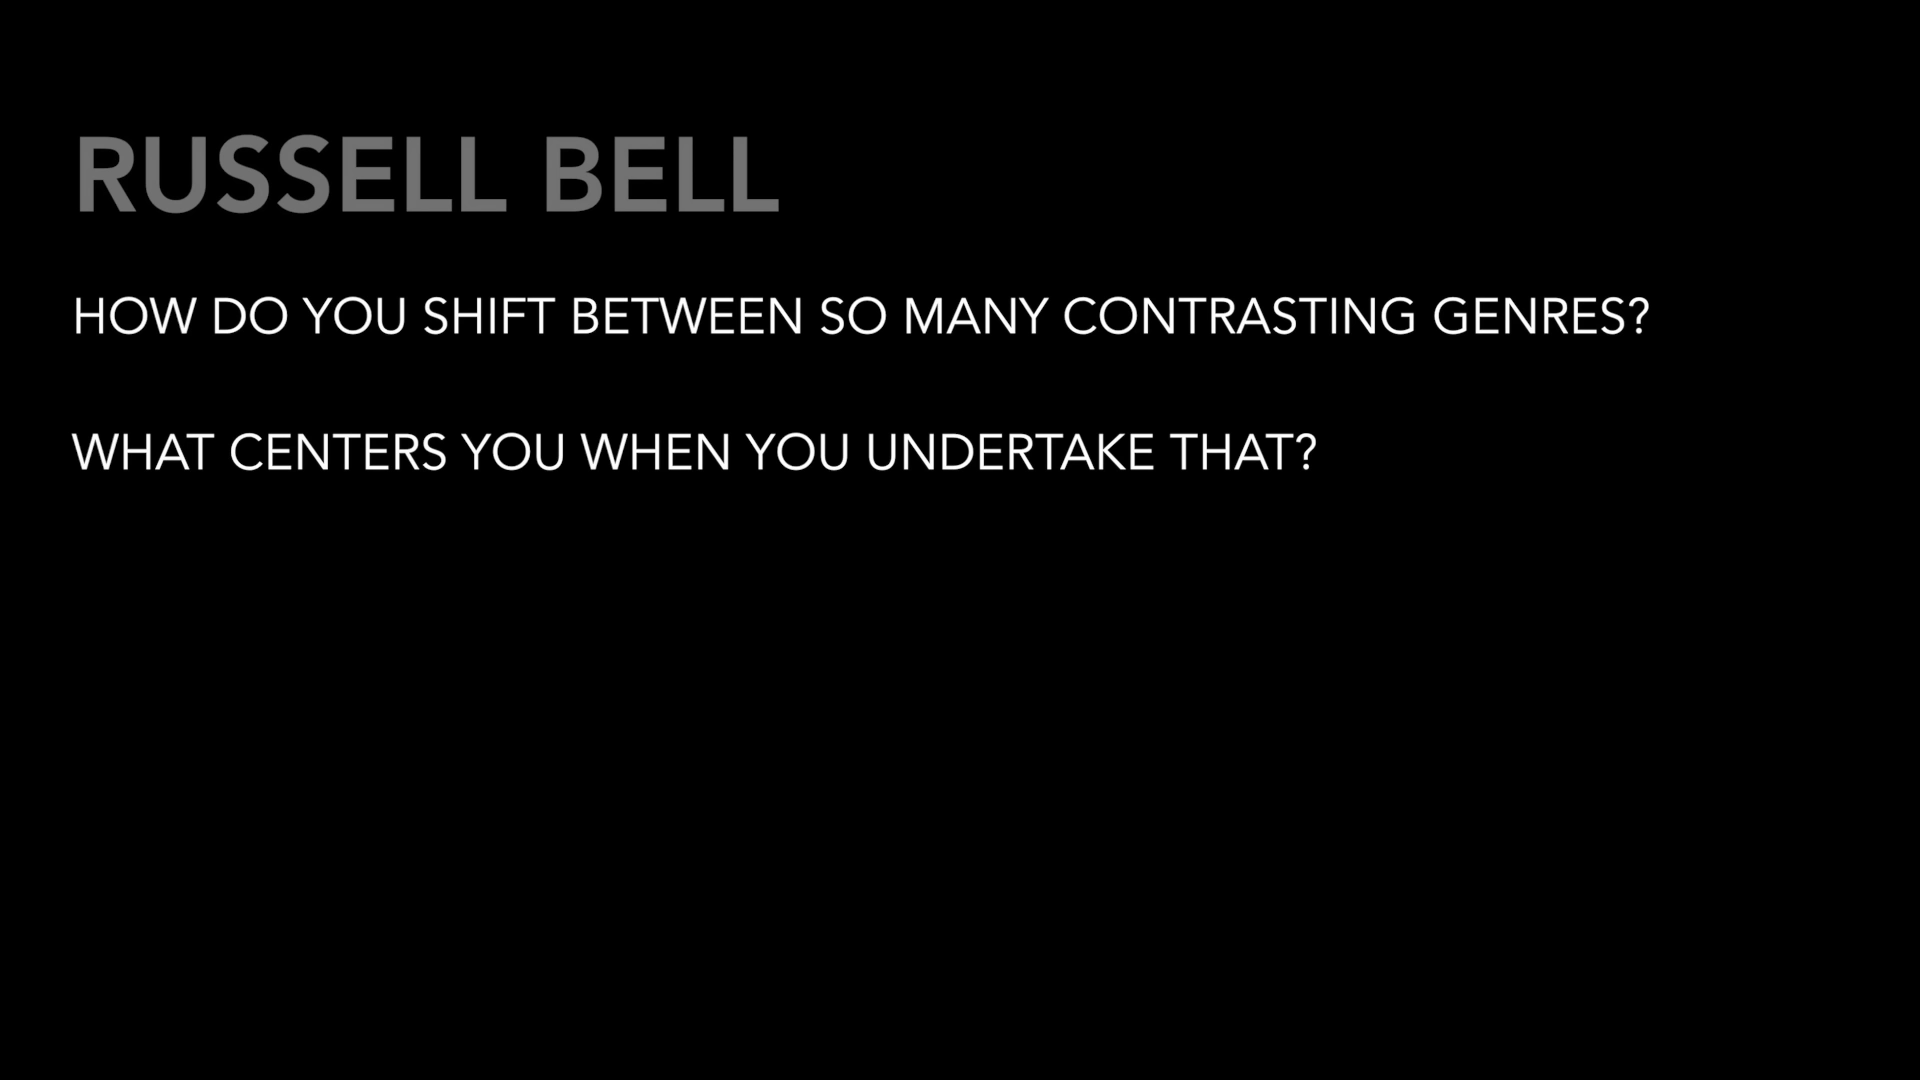 RUSSELL BELL
HOW DO YOU SHIFT BETWEEN SO MANY CONTRASTING GENRES?
WHAT CENTERS YOU WHEN YOU UNDERTAKE THAT?